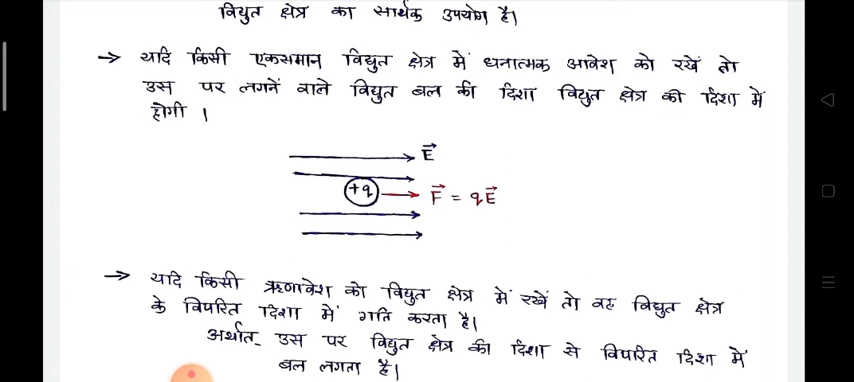 विद्युत क्षेत्र का सार्थक उपयोग है।
→ यदि किसी एकसमान विद्युत क्षेत्र में धनात्मक आवेश को रखें तो
उस पर लगनें वाले विद्युत बल की दिशा विद्युत क्षेत्र की दिशा में
होगी ।
E⃗
+q F⃗ = qE⃗
→ यदि किसी ऋणावेश को विद्युत क्षेत्र में रखें तो वह विद्युत क्षेत्र
के विपरित दिशा में गति करता है।
अर्थात- उस पर विद्युत क्षेत्र की दिशा से विपरित दिशा में
बल लगता है।